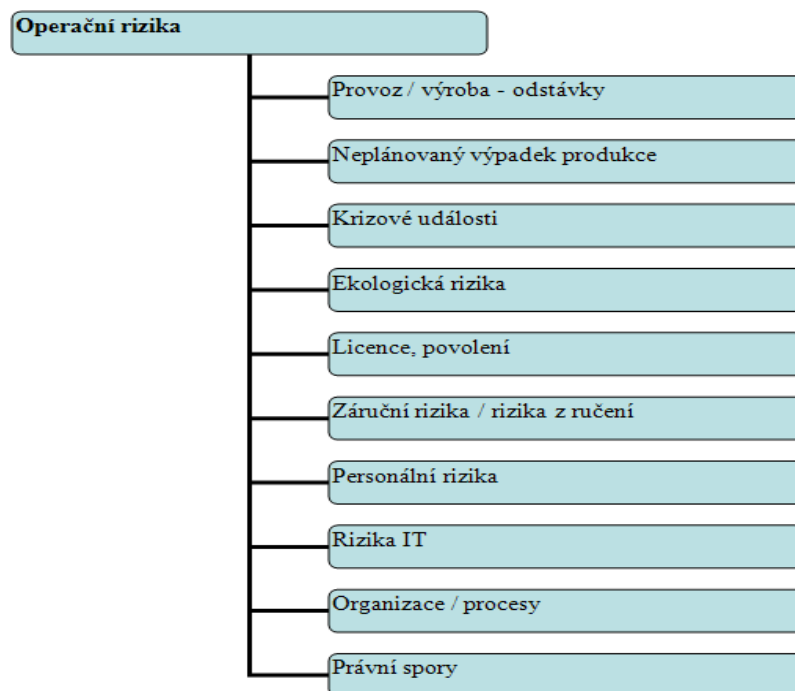 Operační rizika
Provoz / výroba - odstávky
Neplánovaný výpadek produkce
Krizové události
Ekologická rizika
Licence, povolení
Záruční rizika / rizika z ručení
Personální rizika
Rizika IT
Organizace / procesy
Právní spory